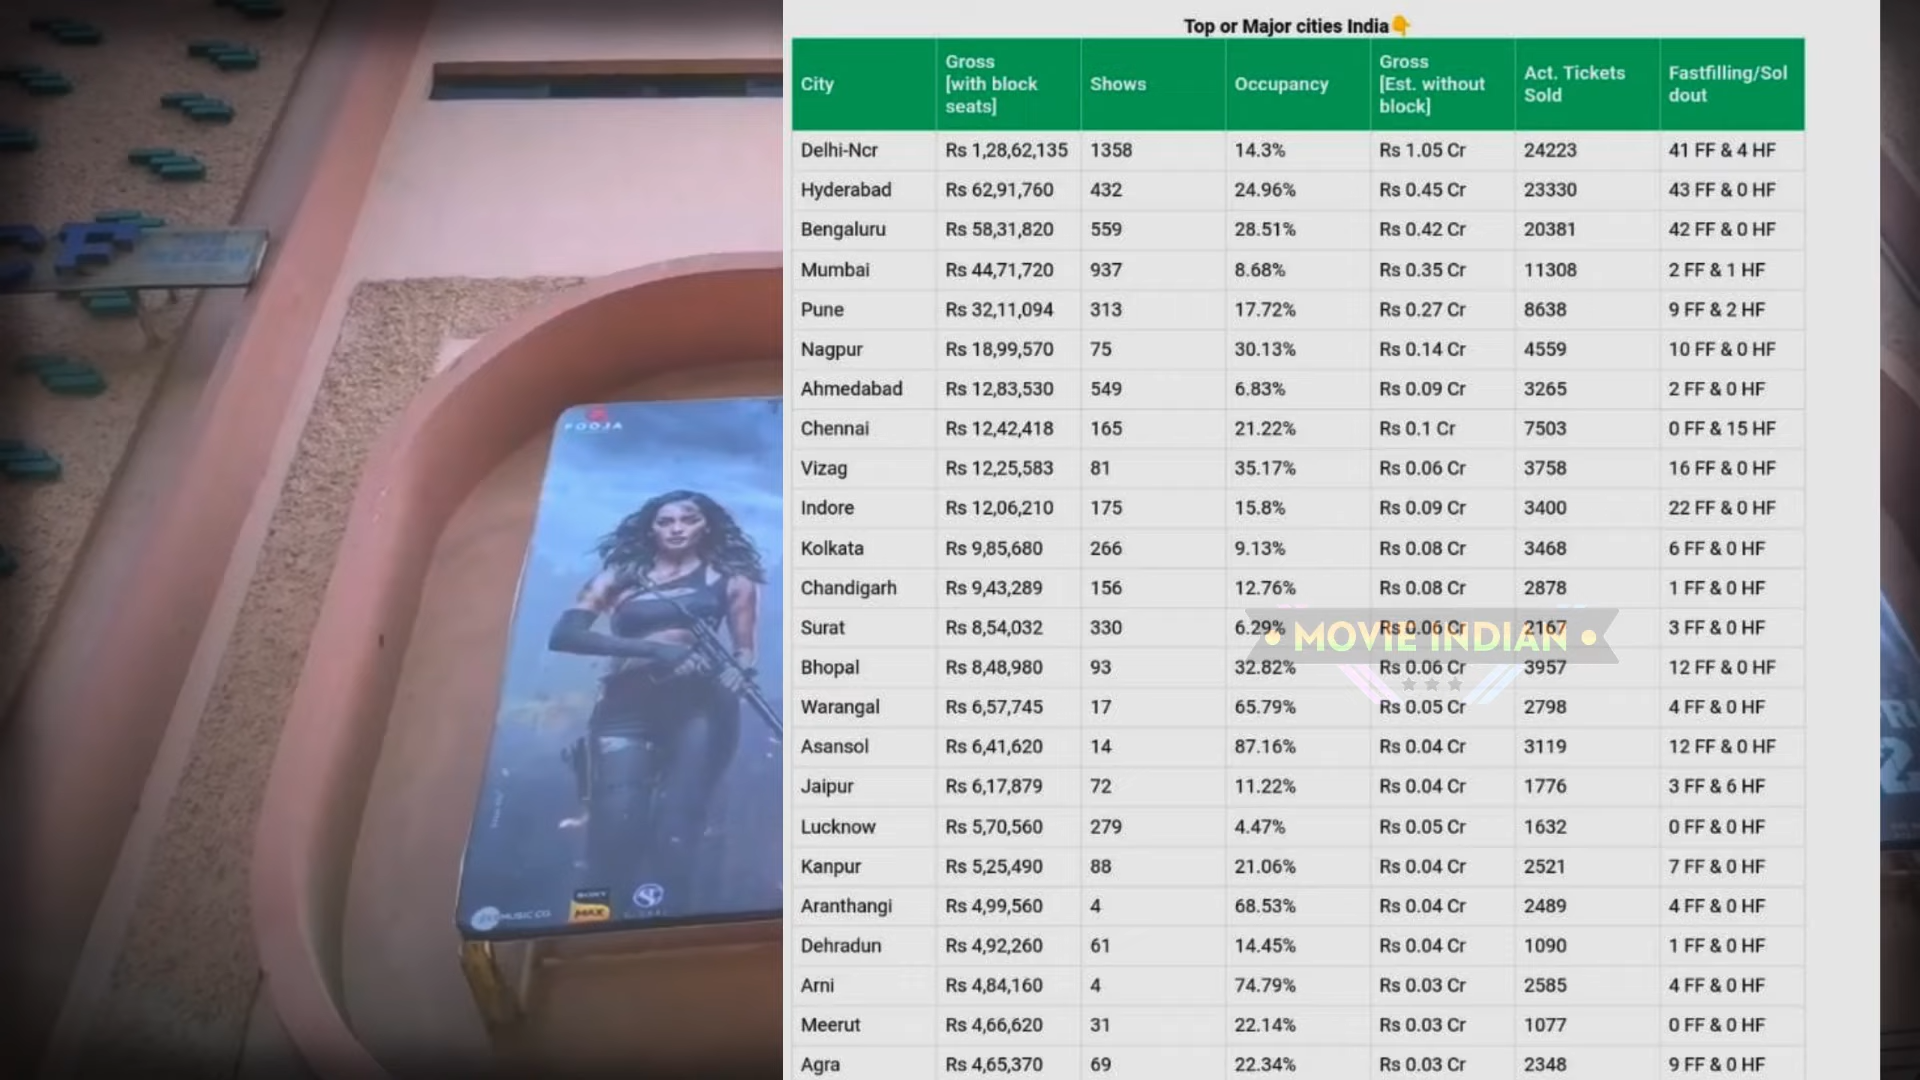 Top or Major cities India👇
City Gross [with block seats] Shows Occupancy Gross [Est. without block] Act. Tickets Sold Fastfilling/Soldout
Delhi-Ncr Rs 1,28,62,135 1358 14.3% Rs 1.05 Cr 24223 41 FF & 4 HF
Hyderabad Rs 62,91,760 432 24.96% Rs 0.45 Cr 23330 43 FF & 0 HF
Bengaluru Rs 58,31,820 559 28.51% Rs 0.42 Cr 20381 42 FF & 0 HF
Mumbai Rs 44,71,720 937 8.68% Rs 0.35 Cr 11308 2 FF & 1 HF
Pune Rs 32,11,094 313 17.72% Rs 0.27 Cr 8638 9 FF & 2 HF
Nagpur Rs 18,99,570 75 30.13% Rs 0.14 Cr 4559 10 FF & 0 HF
Ahmedabad Rs 12,83,530 549 6.83% Rs 0.09 Cr 3265 2 FF & 0 HF
Chennai Rs 12,42,418 165 21.22% Rs 0.1 Cr 7503 0 FF & 15 HF
Vizag Rs 12,25,583 81 35.17% Rs 0.06 Cr 3758 16 FF & 0 HF
Indore Rs 12,06,210 175 15.8% Rs 0.09 Cr 3400 22 FF & 0 HF
Kolkata Rs 9,85,680 266 9.13% Rs 0.08 Cr 3468 6 FF & 0 HF
Chandigarh Rs 9,43,289 156 12.76% Rs 0.08 Cr 2878 1 FF & 0 HF
Surat Rs 8,54,032 330 6.29% Rs 0.06 Cr 2167 3 FF & 0 HF
MOVIE INDIAN
Bhopal Rs 8,48,980 93 32.82% Rs 0.06 Cr 3957 12 FF & 0 HF
Warangal Rs 6,57,745 17 65.79% Rs 0.05 Cr 2798 4 FF & 0 HF
Asansol Rs 6,41,620 14 87.16% Rs 0.04 Cr 3119 12 FF & 0 HF
Jaipur Rs 6,17,879 72 11.22% Rs 0.04 Cr 1776 3 FF & 6 HF
Lucknow Rs 5,70,560 279 4.47% Rs 0.05 Cr 1632 0 FF & 0 HF
Kanpur Rs 5,25,490 88 21.06% Rs 0.04 Cr 2521 7 FF & 0 HF
Aranthangi Rs 4,99,560 4 68.53% Rs 0.04 Cr 2489 4 FF & 0 HF
Dehradun Rs 4,92,260 61 14.45% Rs 0.04 Cr 1090 1 FF & 0 HF
Arni Rs 4,84,160 4 74.79% Rs 0.03 Cr 2585 4 FF & 0 HF
Meerut Rs 4,66,620 31 22.14% Rs 0.03 Cr 1077 0 FF & 0 HF
Agra Rs 4,65,370 69 22.34% Rs 0.03 Cr 2348 9 FF & 0 HF
POOJA
MUSIC CO.
SONY
MAX